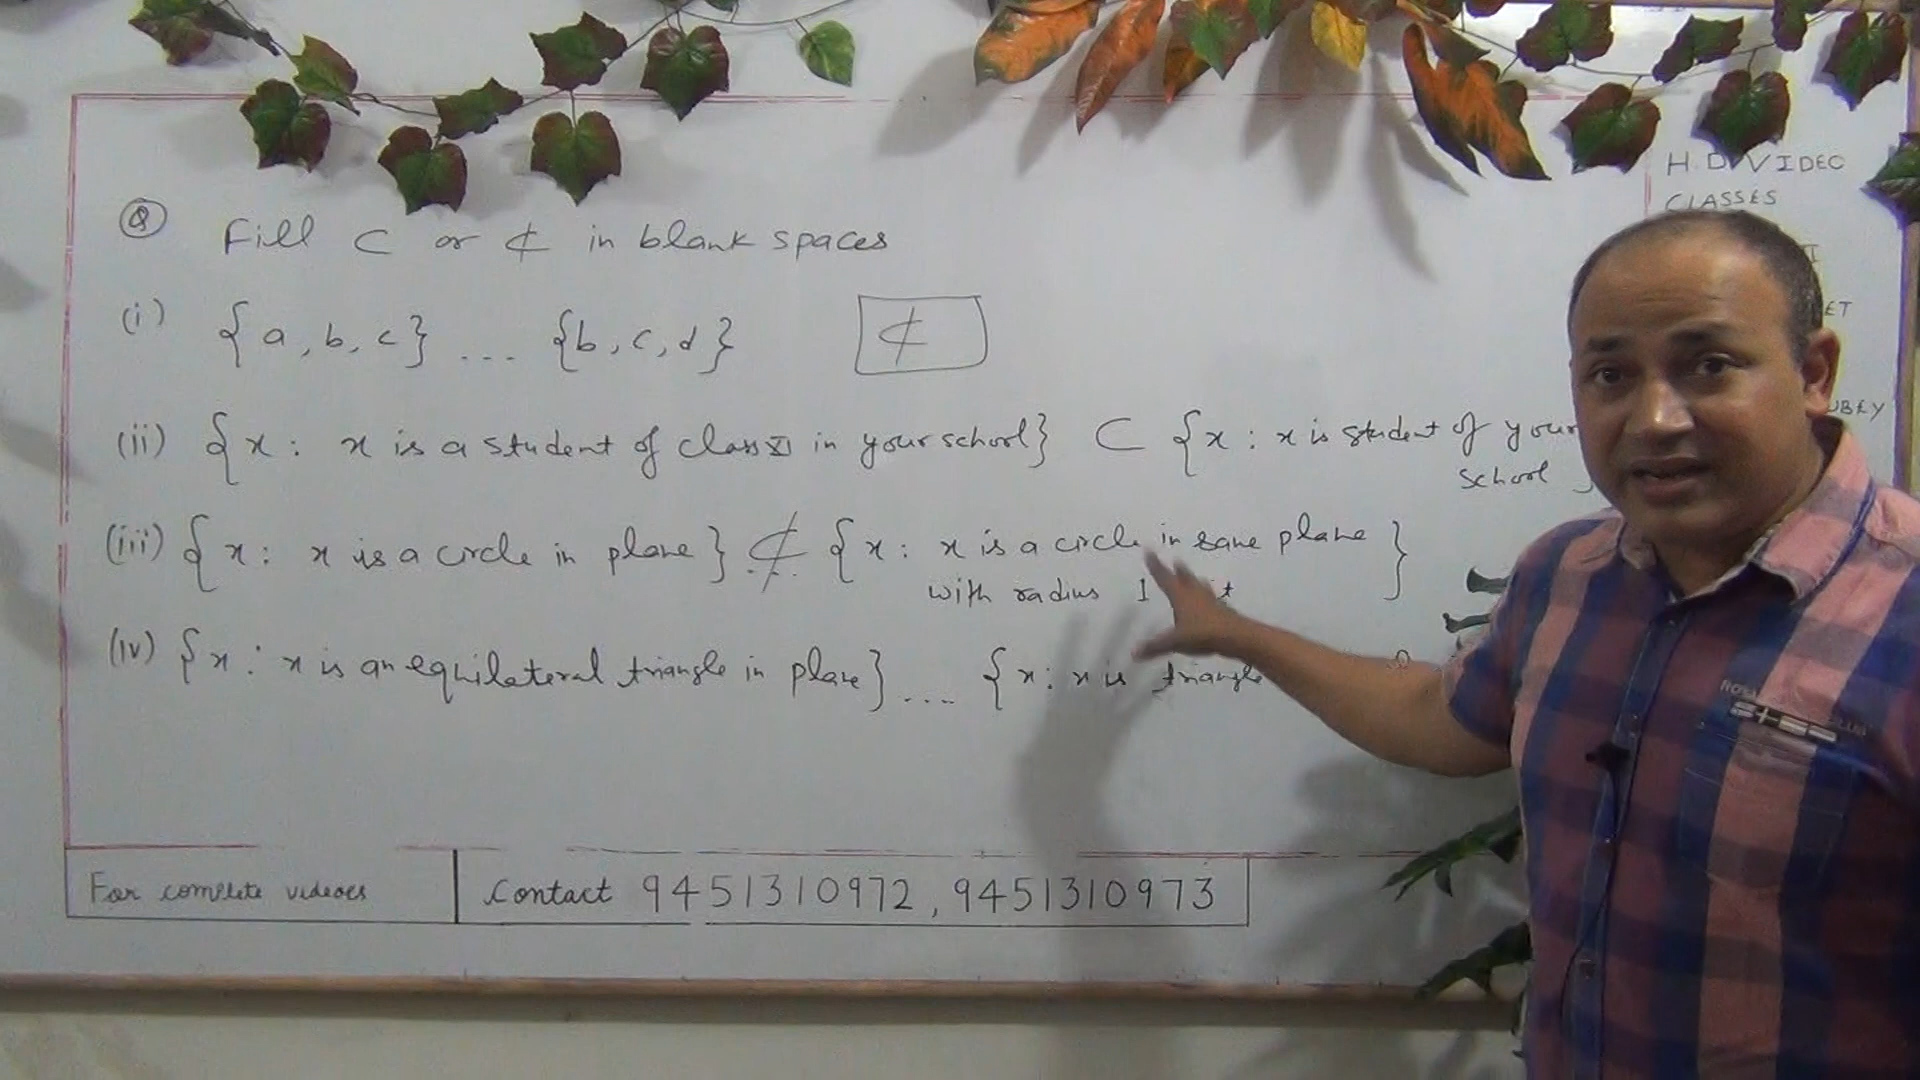 Q Fill ⊂ or ⊄ in blank spaces
(i) {a, b, c} ... {b, c, d} ⊄
(ii) {x : x is a student of class XI in your school} ⊂ {x : x is student of your
school
(iii) {x : x is a circle in plane} ⊄ {x : x is a circle in same plane }
with radius 1
(iv) {x : x is an equilateral triangle in plane} .... {x : x is triangle
For complete videoes
Contact 9451310972, 9451310973
H.D VIDEO
CLASSES